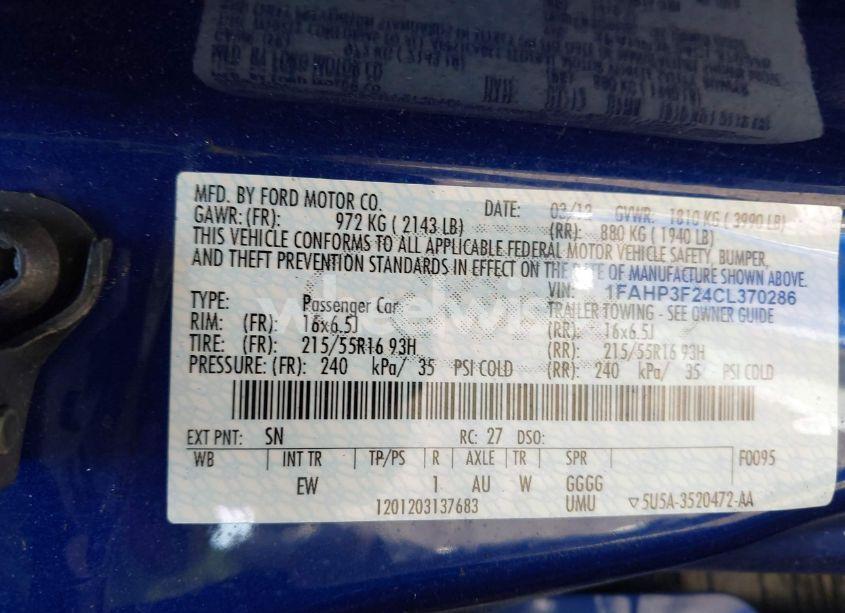 MFD. BY FORD MOTOR CO.
DATE: 03/12 GVWR: 1810 KG ( 3990 LB)
GAWR: (FR): 972 KG ( 2143 LB) (RR): 880 KG ( 1940 LB)
THIS VEHICLE CONFORMS TO ALL APPLICABLE FEDERAL MOTOR VEHICLE SAFETY, BUMPER,
AND THEFT PREVENTION STANDARDS IN EFFECT ON THE DATE OF MANUFACTURE SHOWN ABOVE.
VIN: 1FAHP3F24CL370286
TYPE: Passenger Car TRAILER TOWING - SEE OWNER GUIDE
RIM: (FR): 16x6.5J (RR): 16x6.5J
TIRE: (FR): 215/55R16 93H (RR): 215/55R16 93H
PRESSURE: (FR): 240 kPa/ 35 PSI COLD (RR): 240 kPa/ 35 PSI COLD
EXT PNT: SN RC: 27 DSO:
WB INT TR TP/PS R AXLE TR SPR F0095
EW 1 AU W GGGG
1201203137683 UMU ▽5U5A-3520472-AA